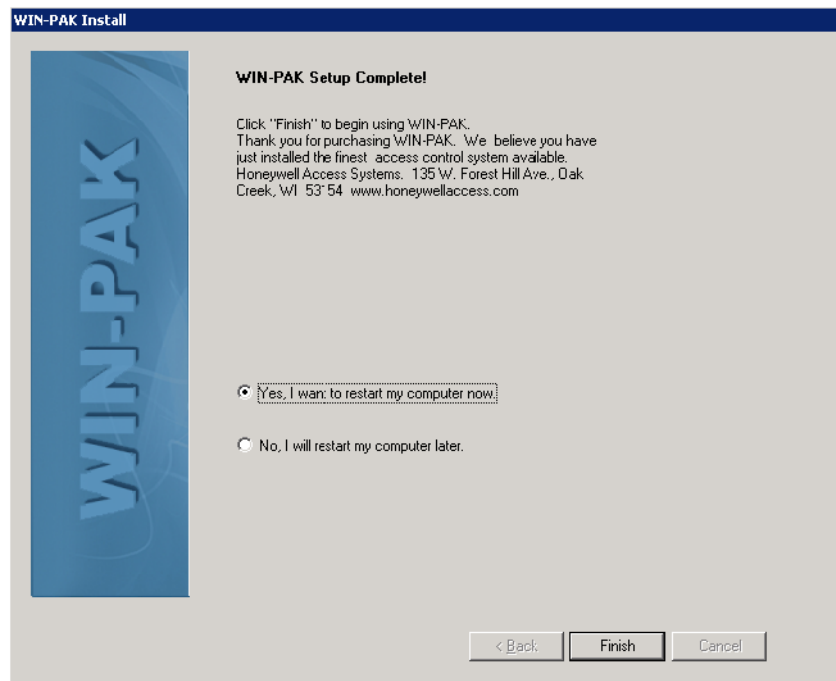 WIN-PAK Install
WIN-PAK
WIN-PAK Setup Complete!
Click "Finish" to begin using WIN-PAK.
Thank you for purchasing WIN-PAK. We believe you have
just installed the finest access control system available.
Honeywell Access Systems. 135 W. Forest Hill Ave., Oak
Creek, WI 53154 www.honeywellaccess.com
Yes, I want to restart my computer now.
No, I will restart my computer later.
< Back
Finish
Cancel